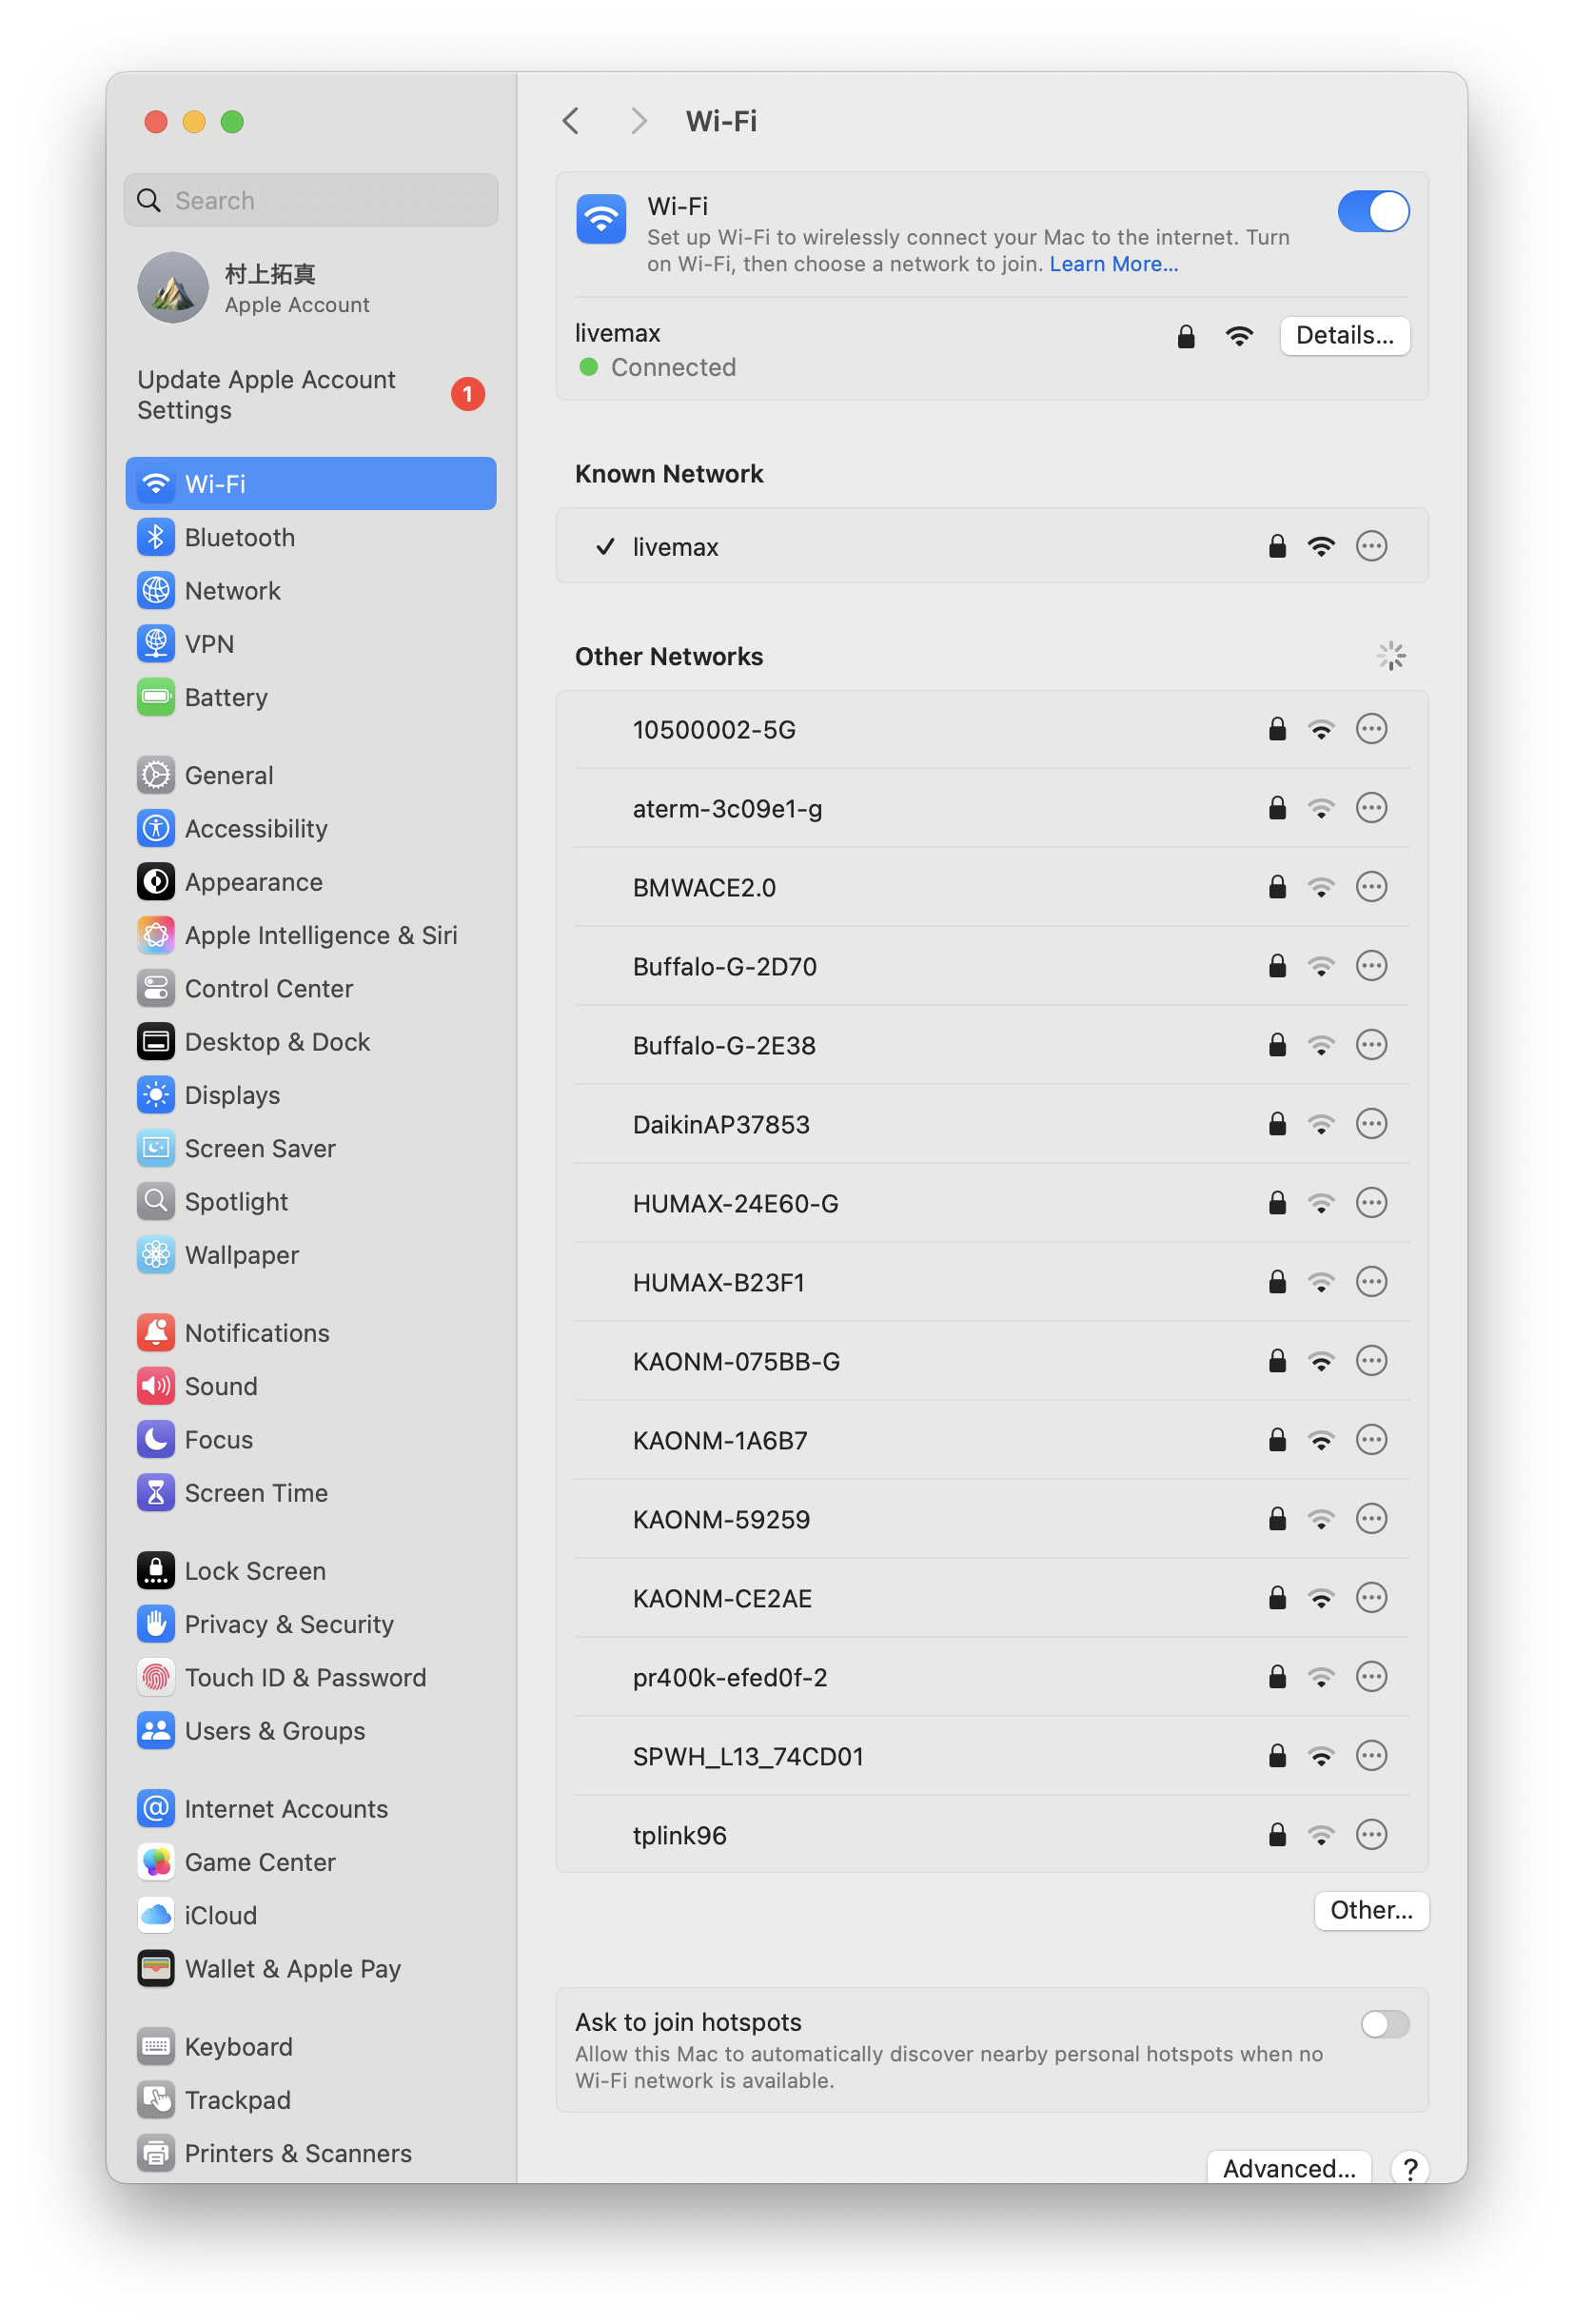 Search
村上拓真
Apple Account
Update Apple Account
Settings
1
Wi-Fi
Bluetooth
Network
VPN
Battery
General
Accessibility
Appearance
Apple Intelligence & Siri
Control Center
Desktop & Dock
Displays
Screen Saver
Spotlight
Wallpaper
Notifications
Sound
Focus
Screen Time
Lock Screen
Privacy & Security
Touch ID & Password
Users & Groups
Internet Accounts
Game Center
iCloud
Wallet & Apple Pay
Keyboard
Trackpad
Printers & Scanners
Wi-Fi
Wi-Fi
Set up Wi-Fi to wirelessly connect your Mac to the internet. Turn
on Wi-Fi, then choose a network to join. Learn More...
livemax
Details...
Connected
Known Network
livemax
Other Networks
10500002-5G
aterm-3c09e1-g
BMWACE2.0
Buffalo-G-2D70
Buffalo-G-2E38
DaikinAP37853
HUMAX-24E60-G
HUMAX-B23F1
KAONM-075BB-G
KAONM-1A6B7
KAONM-59259
KAONM-CE2AE
pr400k-efed0f-2
SPWH_L13_74CD01
tplink96
Other...
Ask to join hotspots
Allow this Mac to automatically discover nearby personal hotspots when no
Wi-Fi network is available.
Advanced...
?